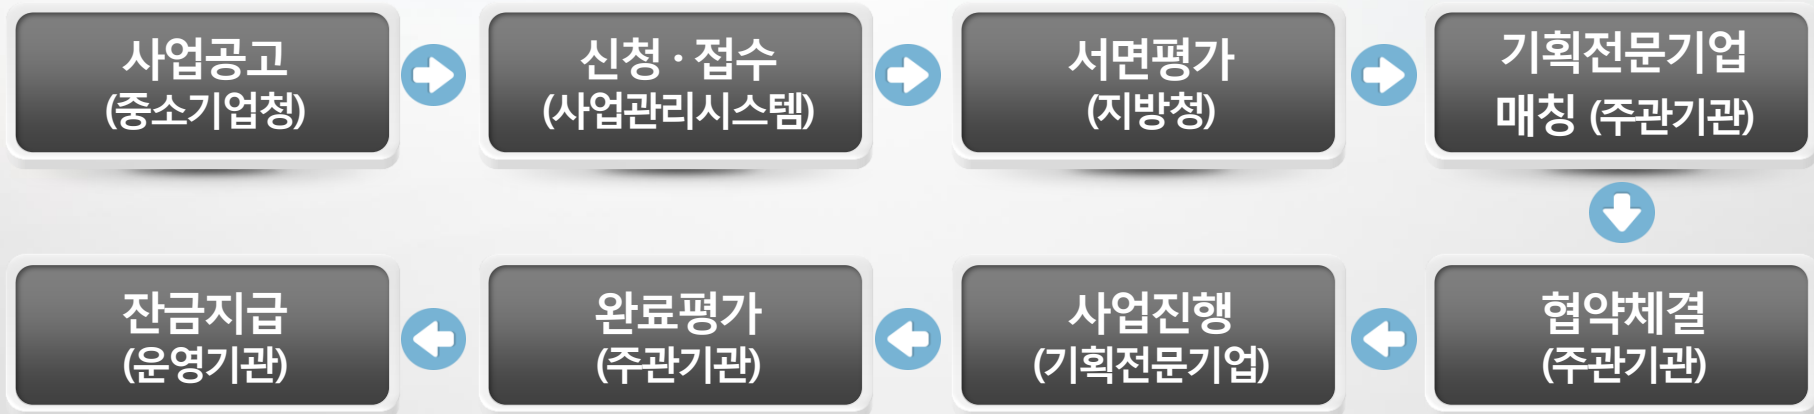 사업공고
(중소기업청)
신청 · 접수
(사업관리시스템)
서면평가
(지방청)
기획전문기업
매칭 (주관기관)
협약체결
(주관기관)
사업진행
(기획전문기업)
완료평가
(주관기관)
잔금지급
(운영기관)